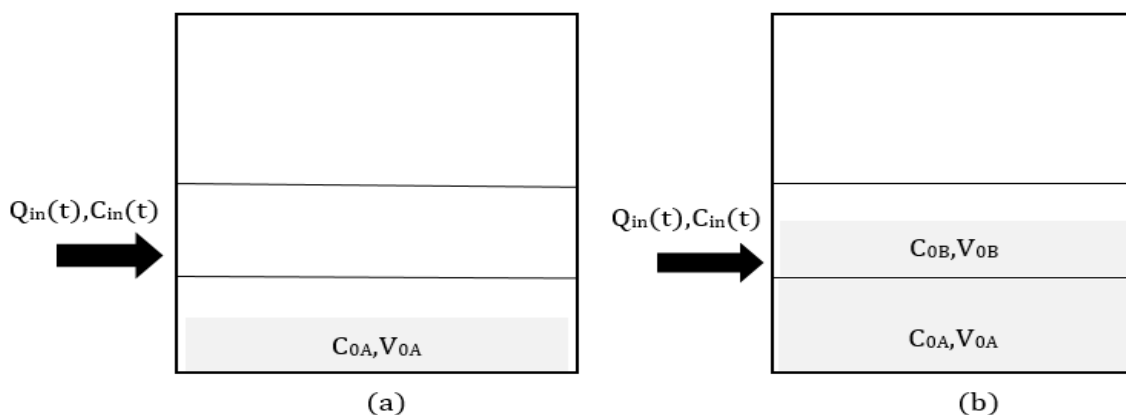 Qin(t),Cin(t)
C0A,V0A
(a)
Qin(t),Cin(t)
C0B,V0B
C0A,V0A
(b)